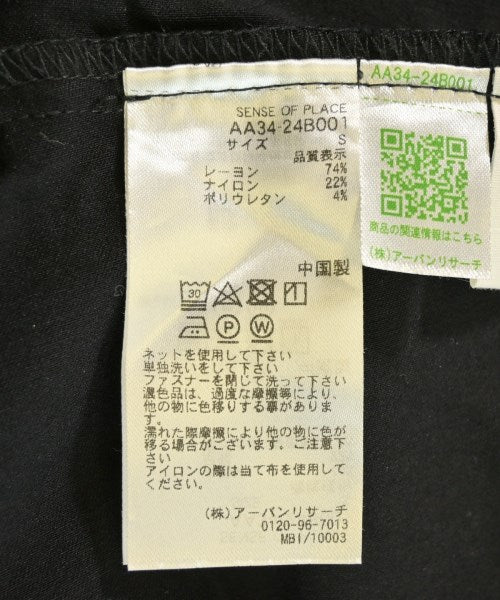 SENSE OF PLACE
AA34-24B001
サイズ S
品質表示
レーヨン 74%
ナイロン 22%
ポリウレタン 4%
中国製
30
P W
ネットを使用して下さい
単独洗いをして下さい
ファスナーを閉じて洗って下さい
濃色品は、過度な摩擦等により、
他の物に色移りする事がありま
す。
濡れた際摩擦により他の物に色が
移る場合がございます。ご注意下
さい
アイロンの際は当て布を使用して
ください。
(株)アーバンリサーチ
0120-96-7013
MBI/10003
AA34-24B001
商品の関連情報はこちら
(株)アーバンリサーチ